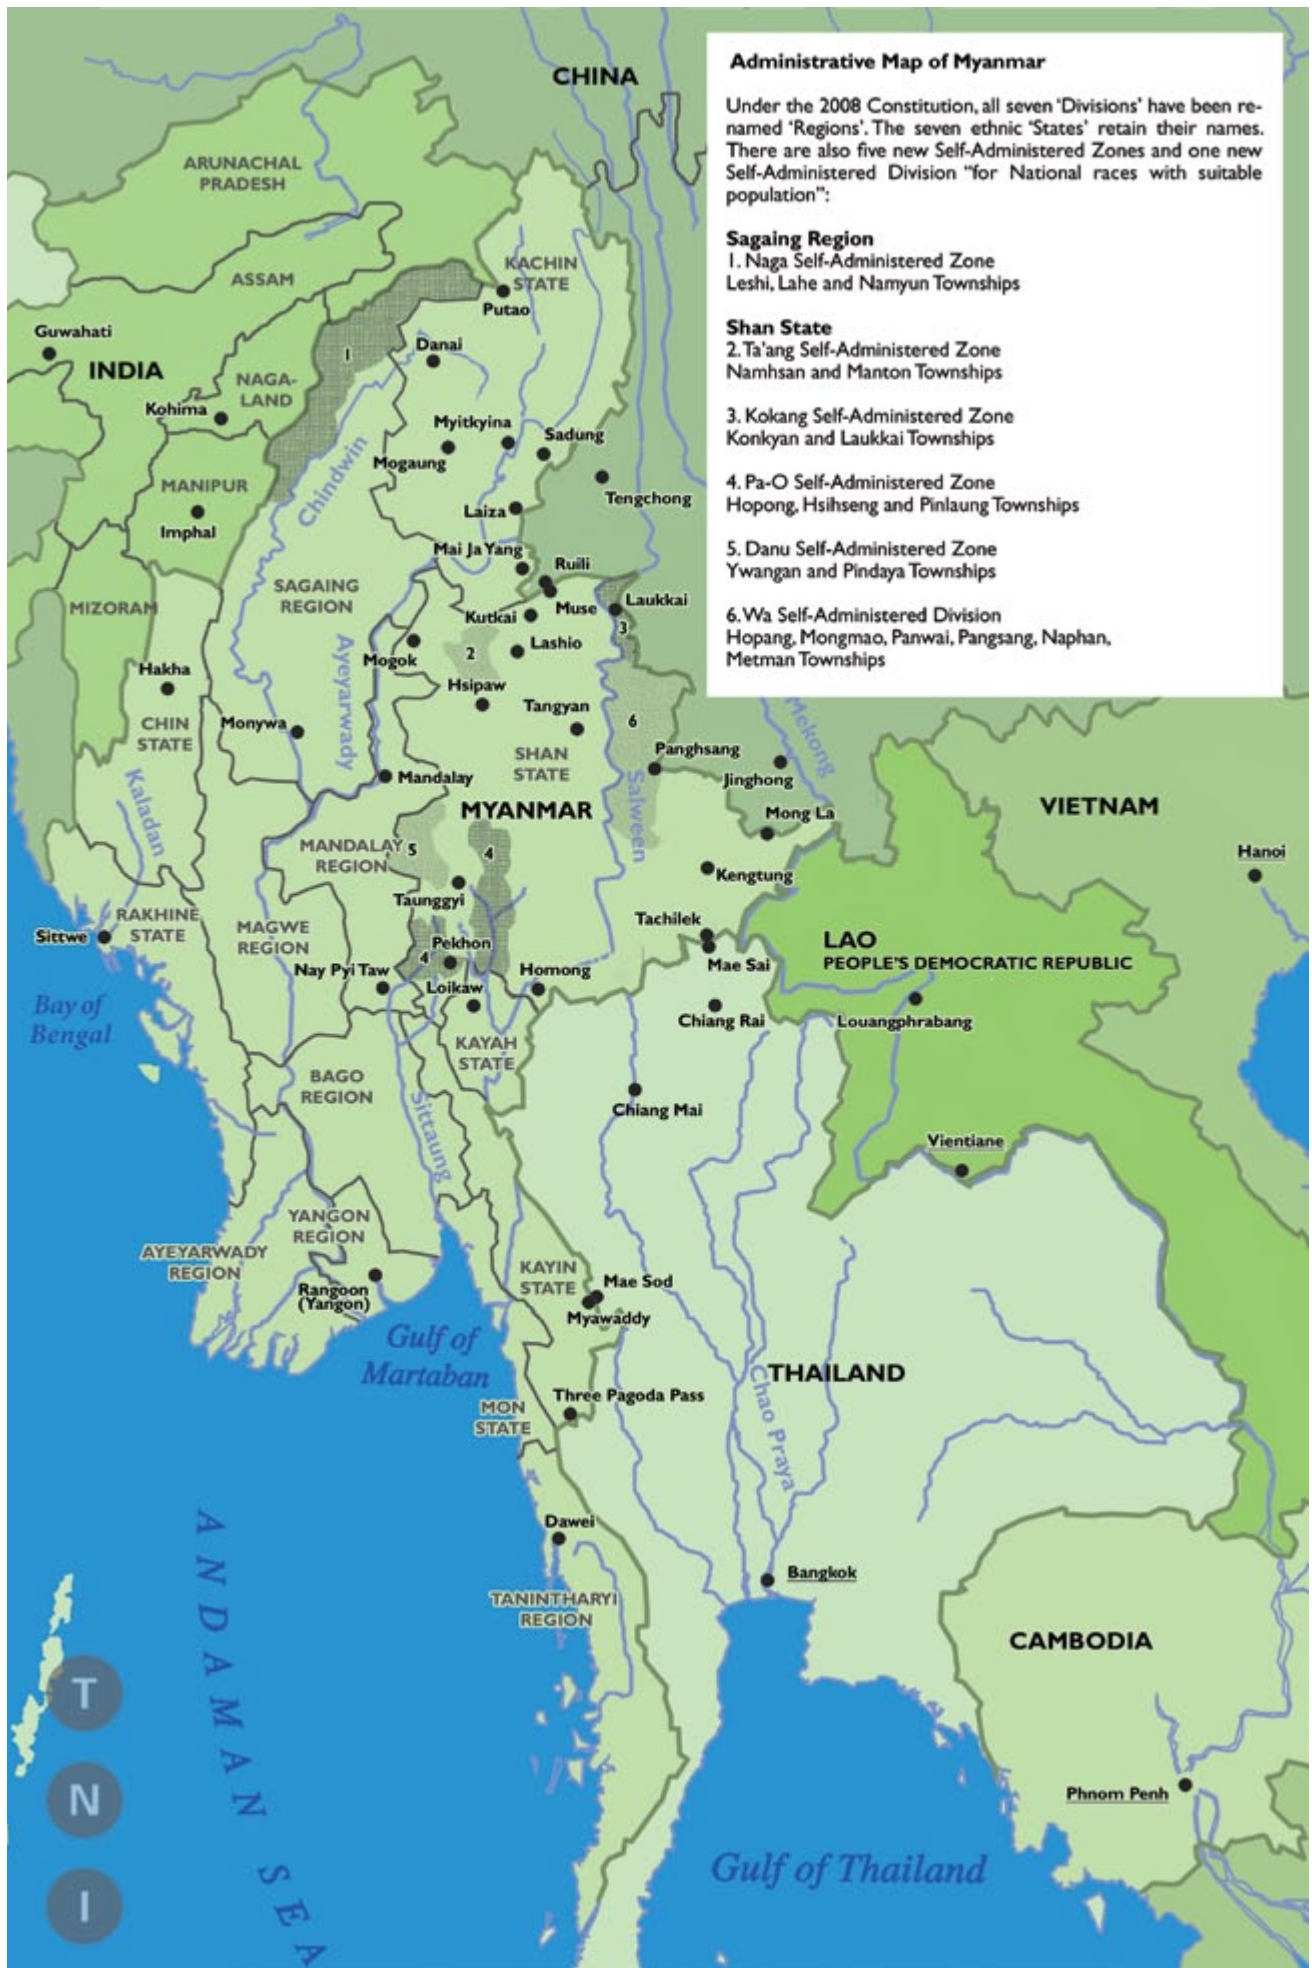 CHINA
Administrative Map of Myanmar
Under the 2008 Constitution, all seven ‘Divisions’ have been re-
named ‘Regions’. The seven ethnic ‘States’ retain their names.
There are also five new Self-Administered Zones and one new
Self-Administered Division “for National races with suitable
population”:
Sagaing Region
1. Naga Self-Administered Zone
Leshi, Lahe and Namyun Townships
Shan State
2. Ta'ang Self-Administered Zone
Namhsan and Manton Townships
3. Kokang Self-Administered Zone
Konkyan and Laukkai Townships
4. Pa-O Self-Administered Zone
Hopong, Hsihseng and Pinlaung Townships
5. Danu Self-Administered Zone
Ywangan and Pindaya Townships
6. Wa Self-Administered Division
Hopang, Mongmao, Panwai, Pangsang, Naphan,
Metman Townships
ARUNACHAL
PRADESH
ASSAM
KACHIN
STATE
Putao
Guwahati
INDIA
1
Danai
NAGA-
LAND
Kohima
Myitkyina
Sadung
Mogaung
Chindwin
MANIPUR
Imphal
Tengchong
Laiza
Mai Ja Yang
Ruili
SAGAING
REGION
MIZORAM
Muse
Laukkai
Kutkai
3
Lashio
2
Mogok
Ayeyarwady
Hakha
Hsipaw
Tangyan
6
CHIN
STATE
Monywa
SHAN
STATE
Panghsang
Mekong
Jinghong
Mandalay
Kaladan
Salween
MYANMAR
Mong La
VIETNAM
MANDALAY
REGION
5
4
Hanoi
Kengtung
Taunggyi
RAKHINE
STATE
Sittwe
MAGWE
REGION
Tachilek
Mae Sai
LAO
PEOPLE'S DEMOCRATIC REPUBLIC
Pekhon
4
Nay Pyi Taw
Loikaw
Homong
Bay of
Bengal
Chiang Rai
Louangphrabang
KAYAH
STATE
BAGO
REGION
Sittaung
Chiang Mai
Vientiane
YANGON
REGION
AYEYARWADY
REGION
Rangoon
(Yangon)
KAYIN
STATE
Mae Sod
Myawaddy
Gulf of
Martaban
THAILAND
Chao Praya
Three Pagoda Pass
MON
STATE
Dawei
ANDAMAN SEA
Bangkok
TANINTHARYI
REGION
CAMBODIA
Phnom Penh
Gulf of Thailand
T
N
I